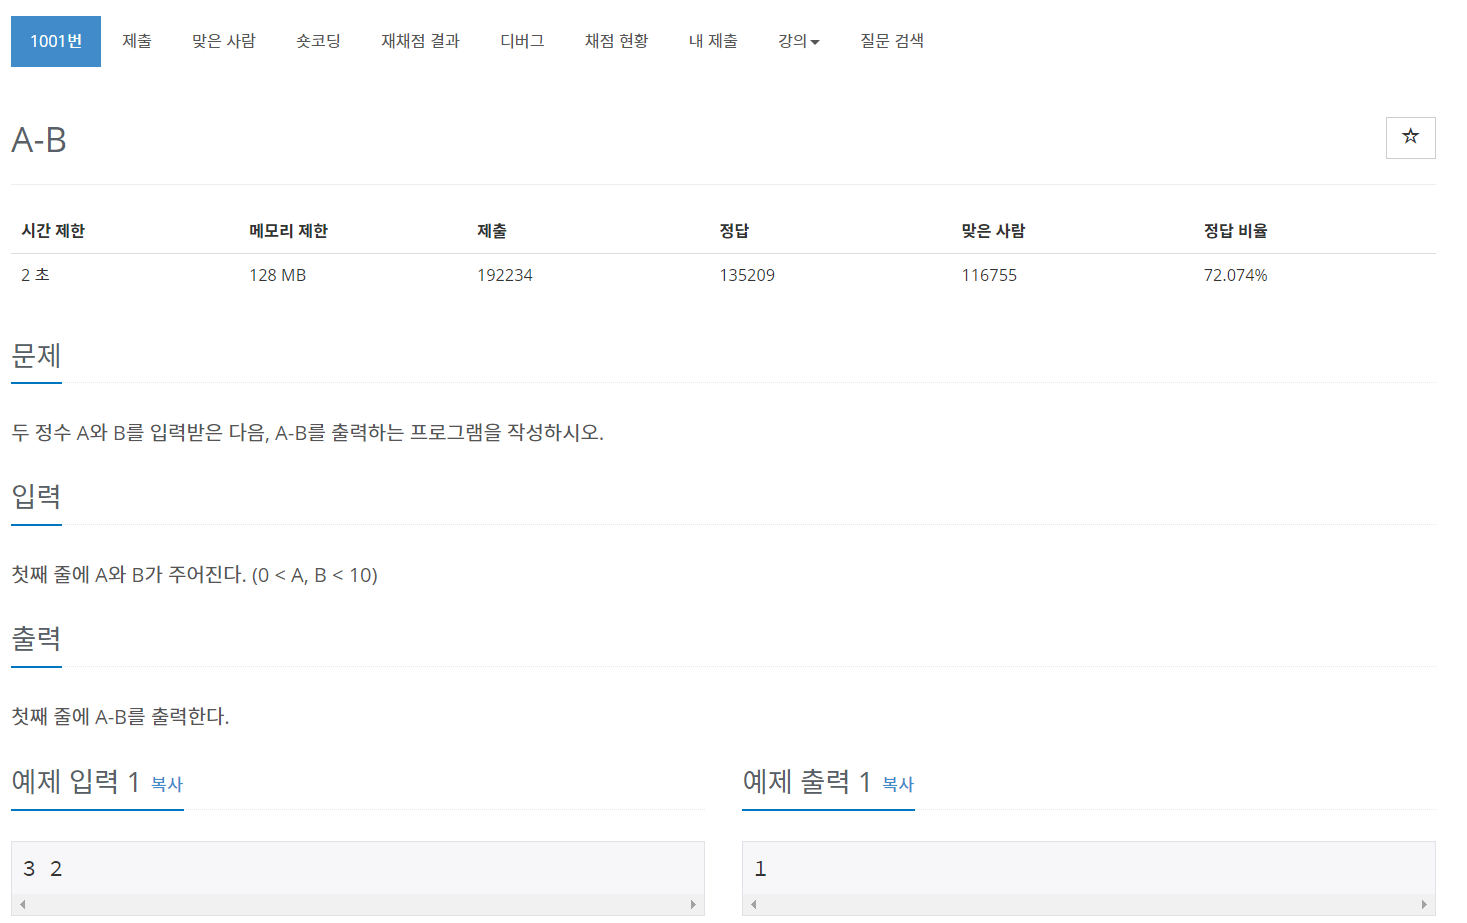 1001번 제출 맞은 사람 숏코딩 재채점 결과 디버그 채점 현황 내 제출 강의 질문 검색
A-B
시간 제한 메모리 제한 제출 정답 맞은 사람 정답 비율
2 초 128 MB 192234 135209 116755 72.074%
문제
두 정수 A와 B를 입력받은 다음, A-B를 출력하는 프로그램을 작성하시오.
입력
첫째 줄에 A와 B가 주어진다. (0 < A, B < 10)
출력
첫째 줄에 A-B를 출력한다.
예제 입력 1 복사
3 2
예제 출력 1 복사
1